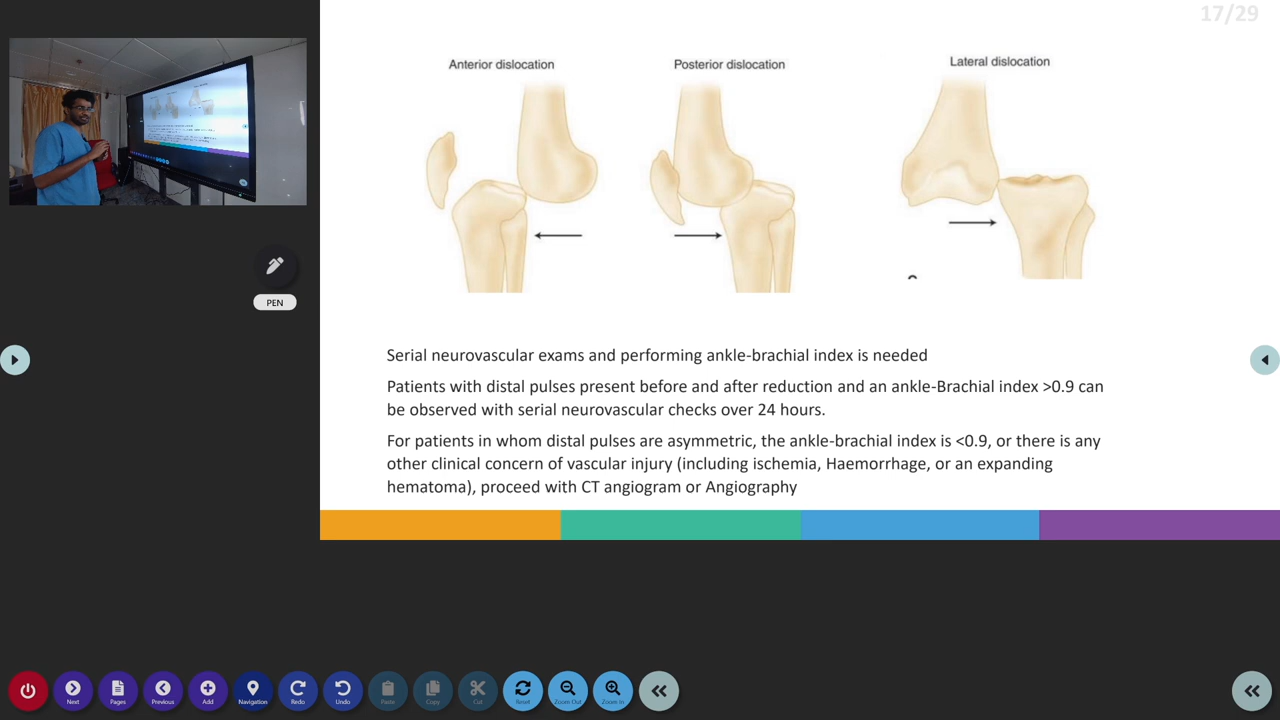 17/29
Anterior dislocation
Posterior dislocation
Lateral dislocation
PEN
Serial neurovascular exams and performing ankle-brachial index is needed
Patients with distal pulses present before and after reduction and an ankle-Brachial index >0.9 can
be observed with serial neurovascular checks over 24 hours.
For patients in whom distal pulses are asymmetric, the ankle-brachial index is <0.9, or there is any
other clinical concern of vascular injury (including ischemia, Haemorrhage, or an expanding
hematoma), proceed with CT angiogram or Angiography
Next
Pages
Previous
Add
Navigation
Redo
Undo
Paste
Copy
Cut
Reset
Zoom Out
Zoom In